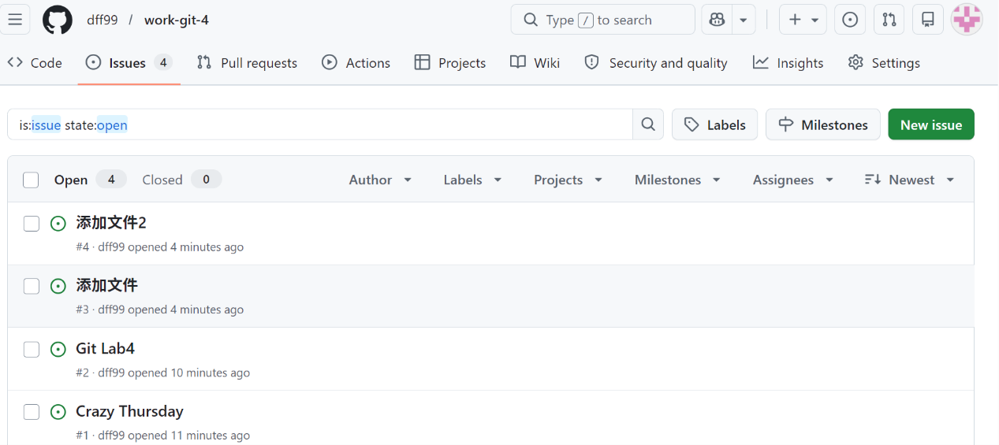 dff99 / work-git-4
Type / to search
Code Issues 4 Pull requests Actions Projects Wiki Security and quality Insights Settings
is:issue state:open
Labels Milestones New issue
Open 4 Closed 0 Author Labels Projects Milestones Assignees Newest
添加文件2
#4 · dff99 opened 4 minutes ago
添加文件
#3 · dff99 opened 4 minutes ago
Git Lab4
#2 · dff99 opened 10 minutes ago
Crazy Thursday
#1 · dff99 opened 11 minutes ago